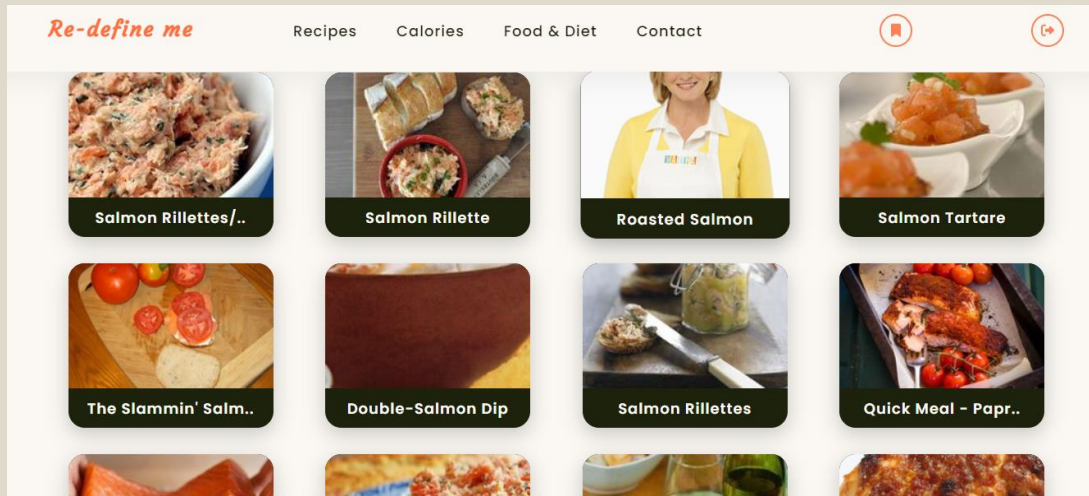 Re-define me
Recipes Calories Food & Diet Contact
Salmon Rillettes/.. Salmon Rillette Roasted Salmon Salmon Tartare
The Slammin' Salm.. Double-Salmon Dip Salmon Rillettes Quick Meal - Papr..